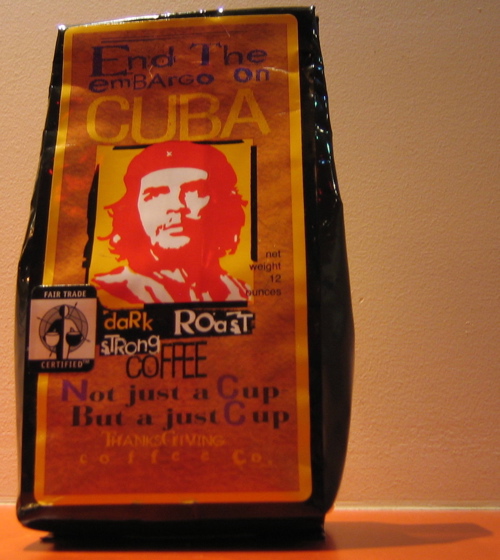 End The
EMBARGO On
CUBA
net
weight
12
ounces
FAIR TRADE
CERTIFIED™
daRk ROaST
STRONg
COFFEE
Not just a Cup
But a just Cup
THANKSGIVING
coffee Co.